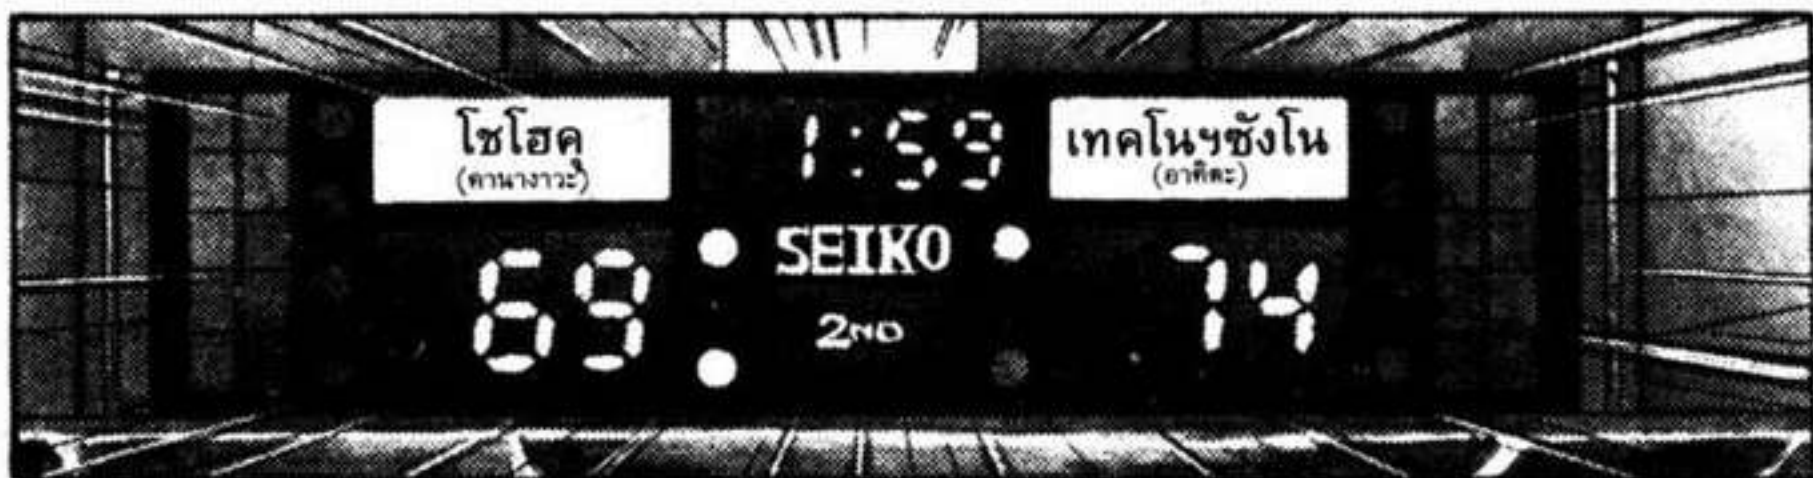 โชโฮคุ
(คานางาวะ)
1:59
เทคโนฯซังโน
(อาคิตะ)
69
SEIKO
74
2ND